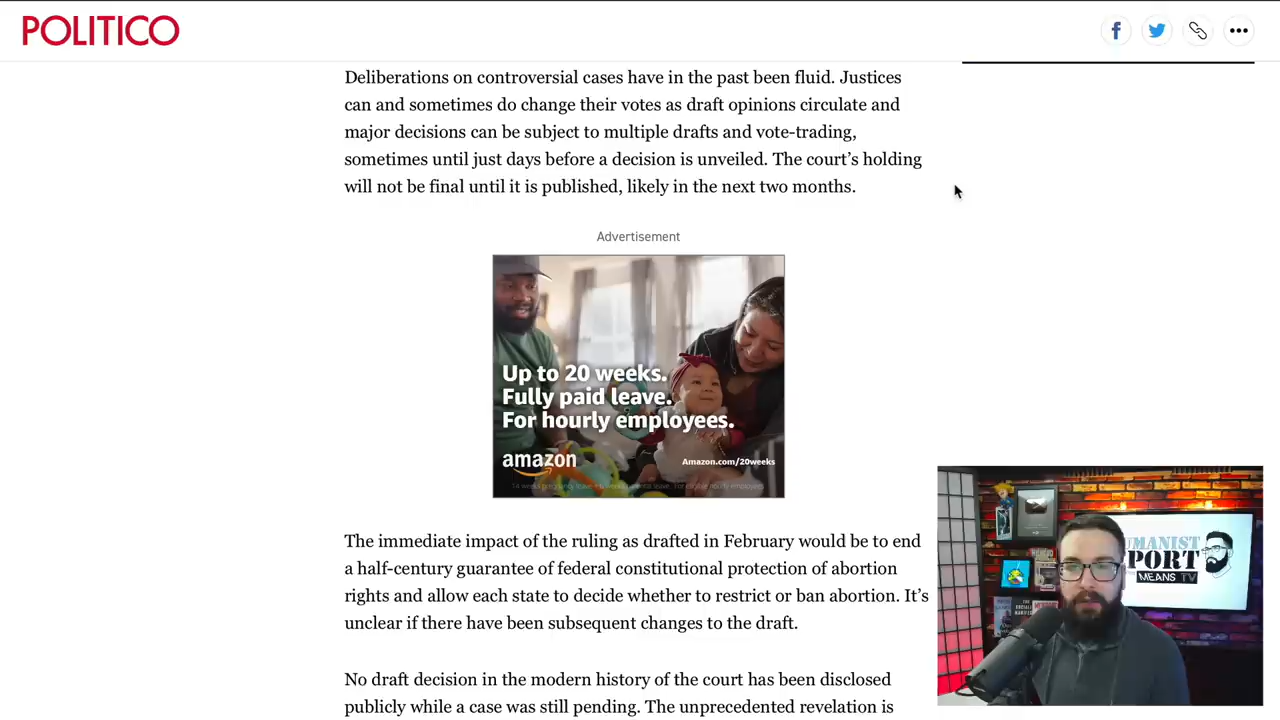 POLITICO
Deliberations on controversial cases have in the past been fluid. Justices
can and sometimes do change their votes as draft opinions circulate and
major decisions can be subject to multiple drafts and vote-trading,
sometimes until just days before a decision is unveiled. The court’s holding
will not be final until it is published, likely in the next two months.
Advertisement
Up to 20 weeks.
Fully paid leave.
For hourly employees.
amazon
Amazon.com/20weeks
The immediate impact of the ruling as drafted in February would be to end
a half-century guarantee of federal constitutional protection of abortion
rights and allow each state to decide whether to restrict or ban abortion. It’s
unclear if there have been subsequent changes to the draft.
UMANIST
PORT
MEANS TV
No draft decision in the modern history of the court has been disclosed
publicly while a case was still pending. The unprecedented revelation is